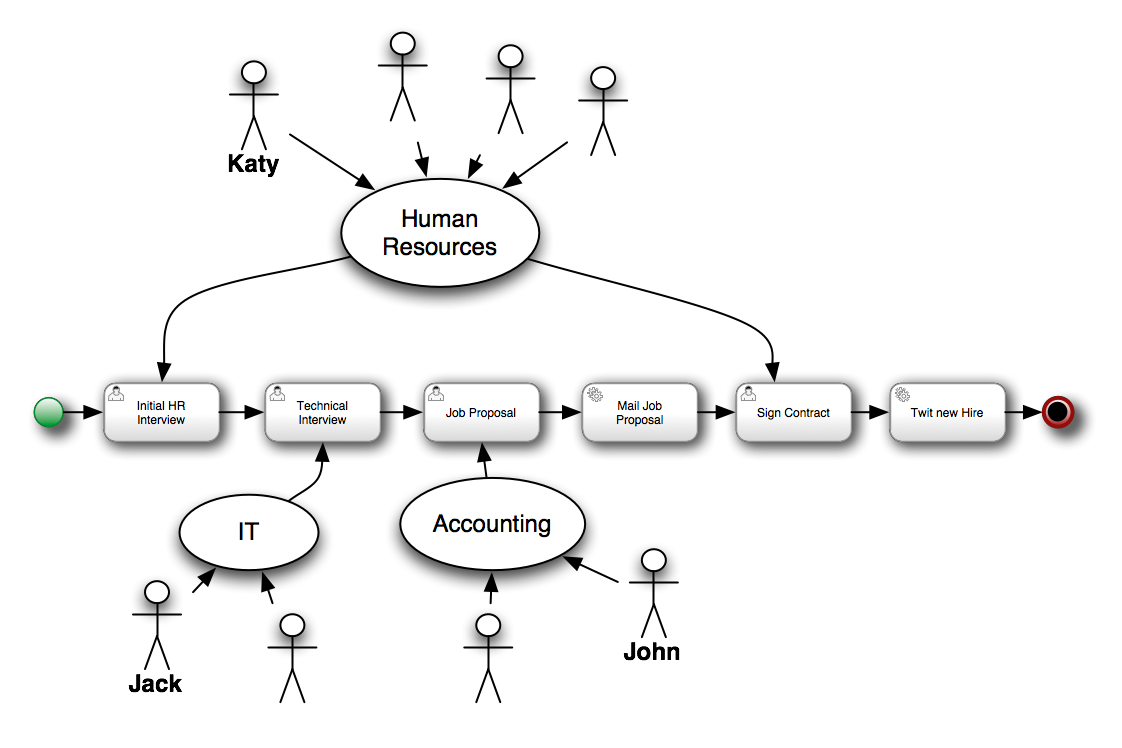 Katy
Human
Resources
Initial HR
Interview
Technical
Interview
Job Proposal
Mail Job
Proposal
Sign Contract
Twit new Hire
IT
Accounting
Jack
John